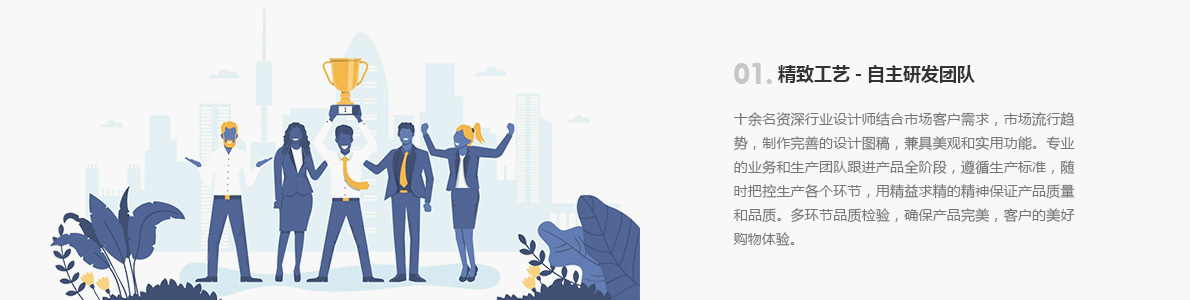 1
01. 精致工艺 - 自主研发团队
十余名资深行业设计师结合市场客户需求，市场流行趋
势，制作完善的设计图稿，兼具美观和实用功能。专业
的业务和生产团队跟进产品全阶段，遵循生产标准，随
时把控生产各个环节，用精益求精的精神保证产品质量
和品质。多环节品质检验，确保产品完美，客户的美好
购物体验。